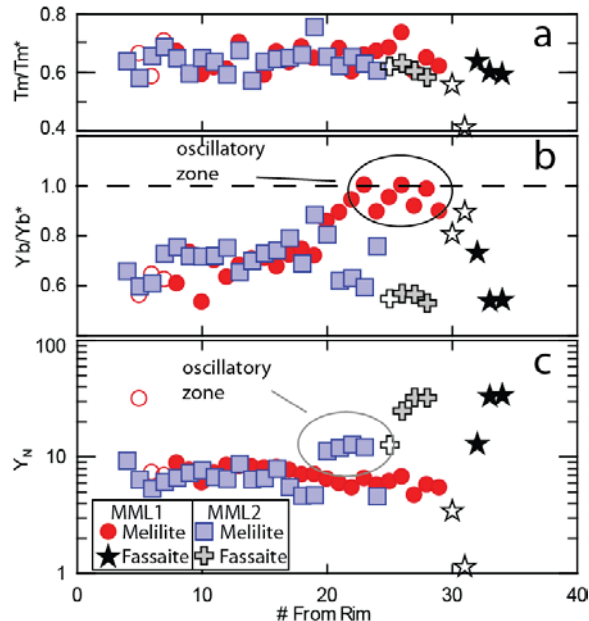 0.8
a
Tm/Tm*
0.6
0.4
b
oscillatory
zone
1.0
Yb/Yb*
0.8
0.6
100
c
oscillatory
zone
Y_N
10
MML1 MML2
Melilite Melilite
Fassaite Fassaite
1
0 10 20 30 40
# From Rim